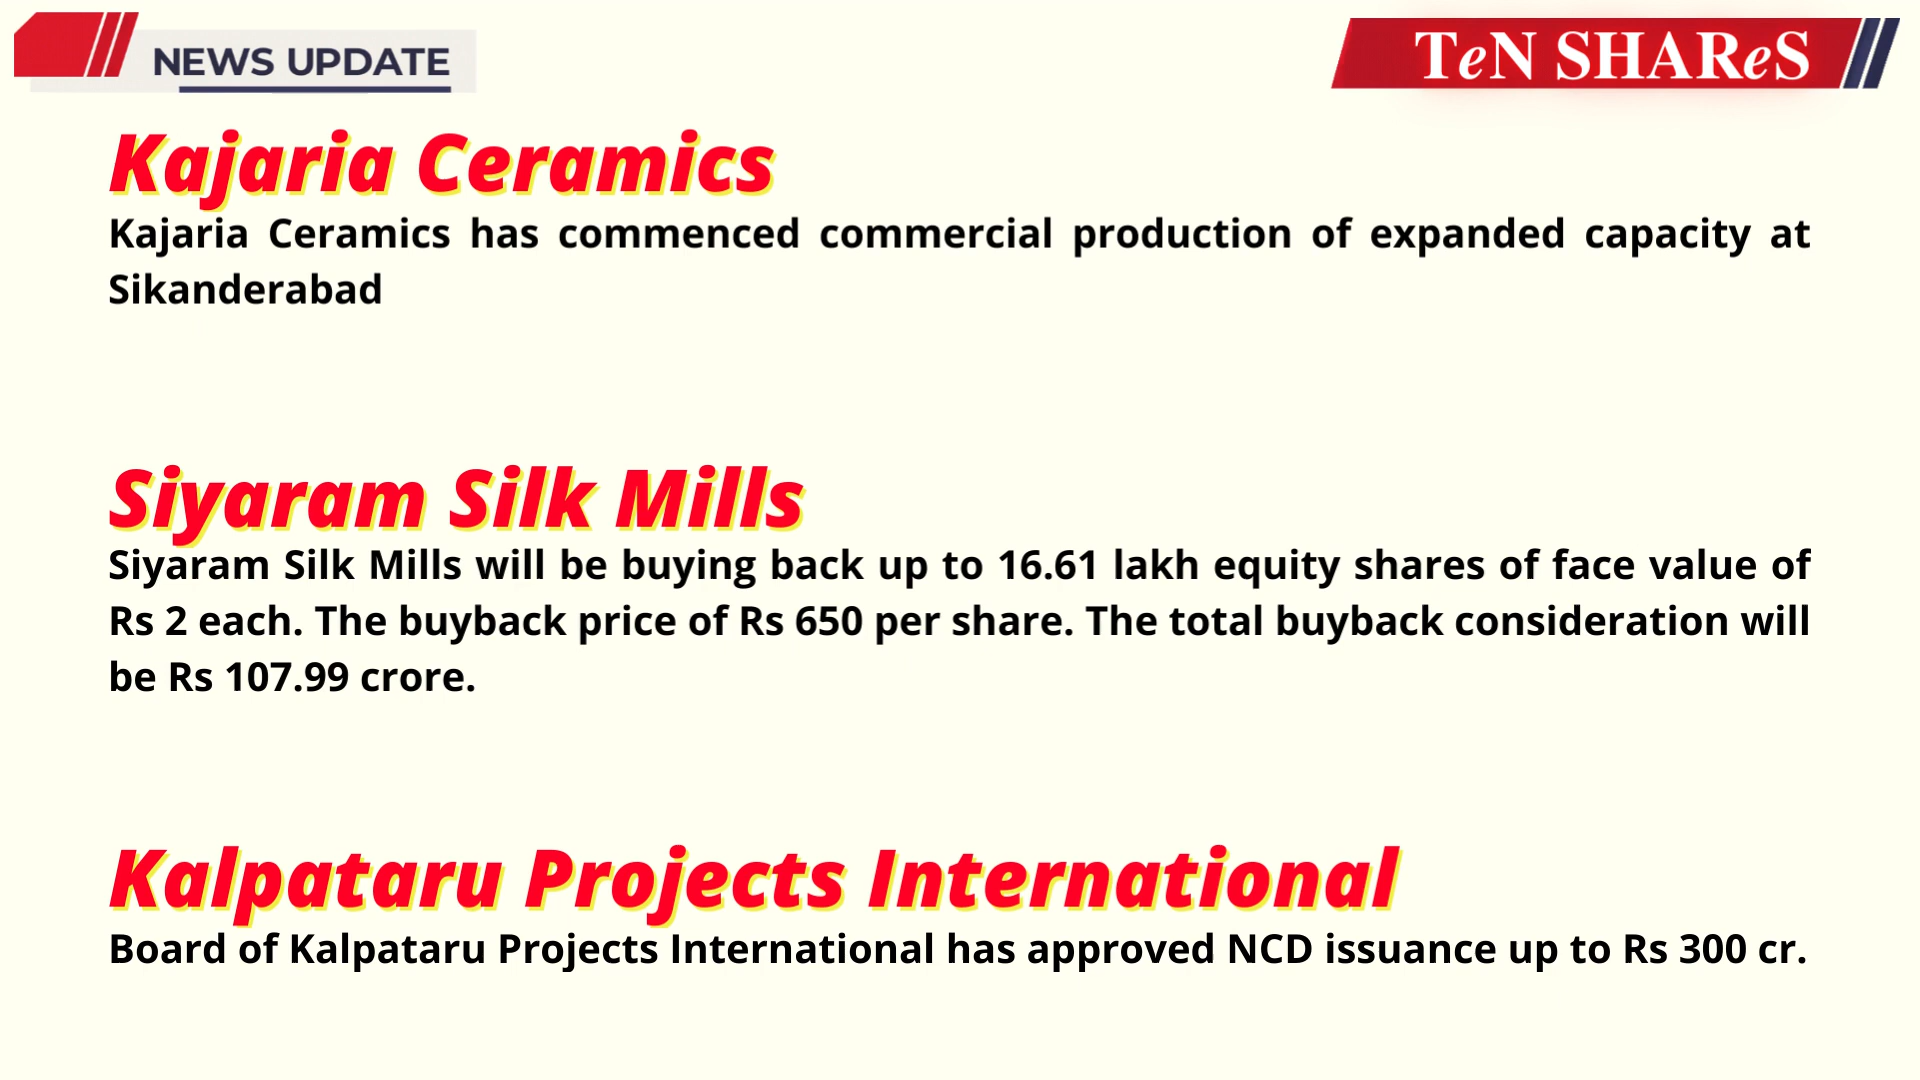 NEWS UPDATE
TeN SHAReS
Kajaria Ceramics
Kajaria Ceramics has commenced commercial production of expanded capacity at
Sikanderabad
Siyaram Silk Mills
Siyaram Silk Mills will be buying back up to 16.61 lakh equity shares of face value of
Rs 2 each. The buyback price of Rs 650 per share. The total buyback consideration will
be Rs 107.99 crore.
Kalpataru Projects International
Board of Kalpataru Projects International has approved NCD issuance up to Rs 300 cr.